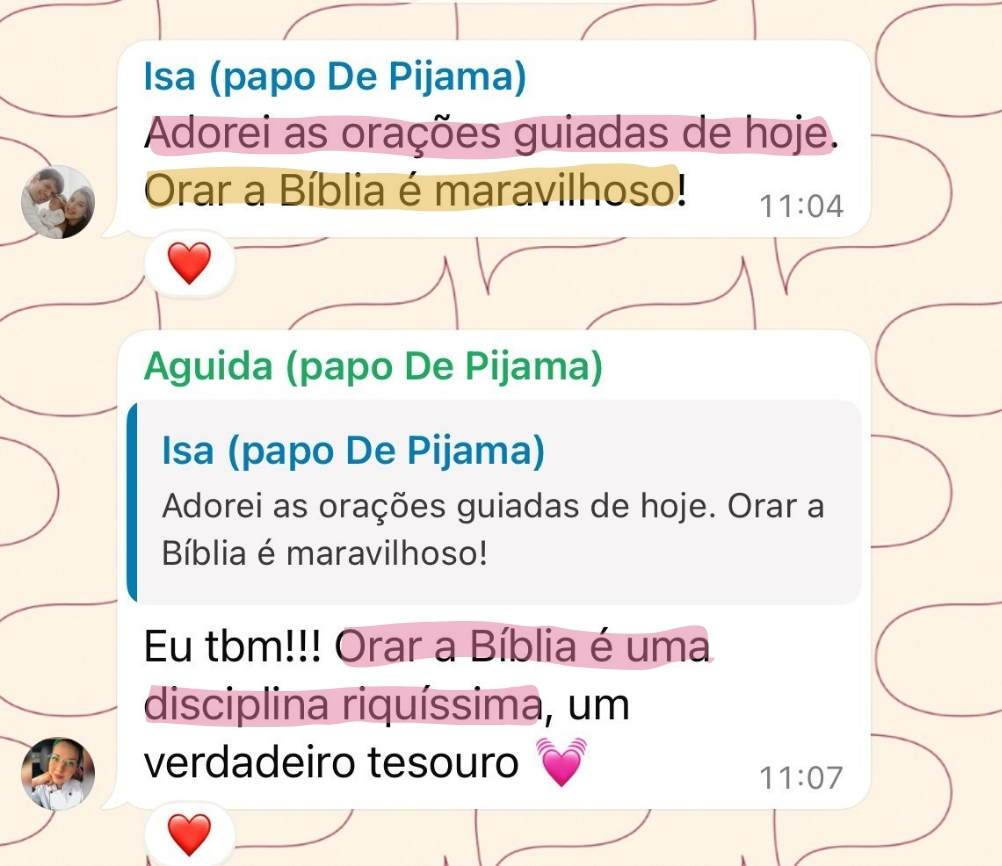 Isa (papo De Pijama)
Adorei as orações guiadas de hoje.
Orar a Bíblia é maravilhoso!
11:04
Aguida (papo De Pijama)
Isa (papo De Pijama)
Adorei as orações guiadas de hoje. Orar a
Bíblia é maravilhoso!
Eu tbm!!! Orar a Bíblia é uma
disciplina riquíssima, um
verdadeiro tesouro 💓
11:07